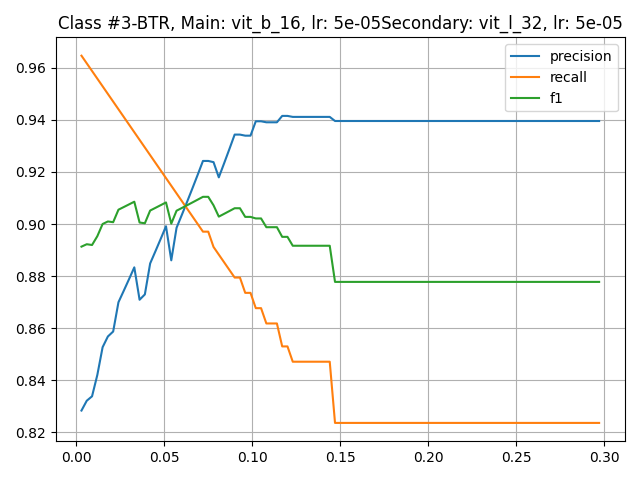 Class #3-BTR, Main: vit_b_16, lr: 5e-05Secondary: vit_l_32, lr: 5e-05
precision
recall
f1
0.96
0.94
0.92
0.90
0.88
0.86
0.84
0.82
0.00 0.05 0.10 0.15 0.20 0.25 0.30